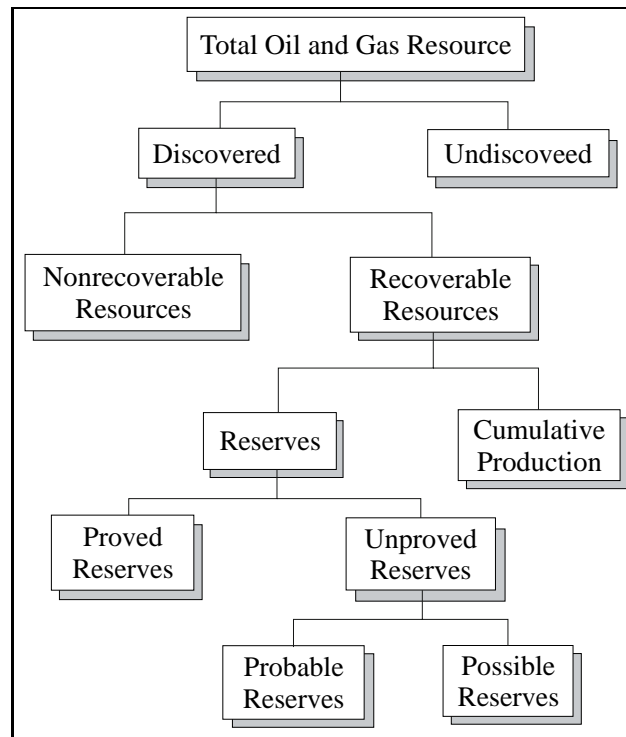 Total Oil and Gas Resource
Discovered
Undiscoveed
Nonrecoverable
Resources
Recoverable
Resources
Reserves
Cumulative
Production
Proved
Reserves
Unproved
Reserves
Probable
Reserves
Possible
Reserves